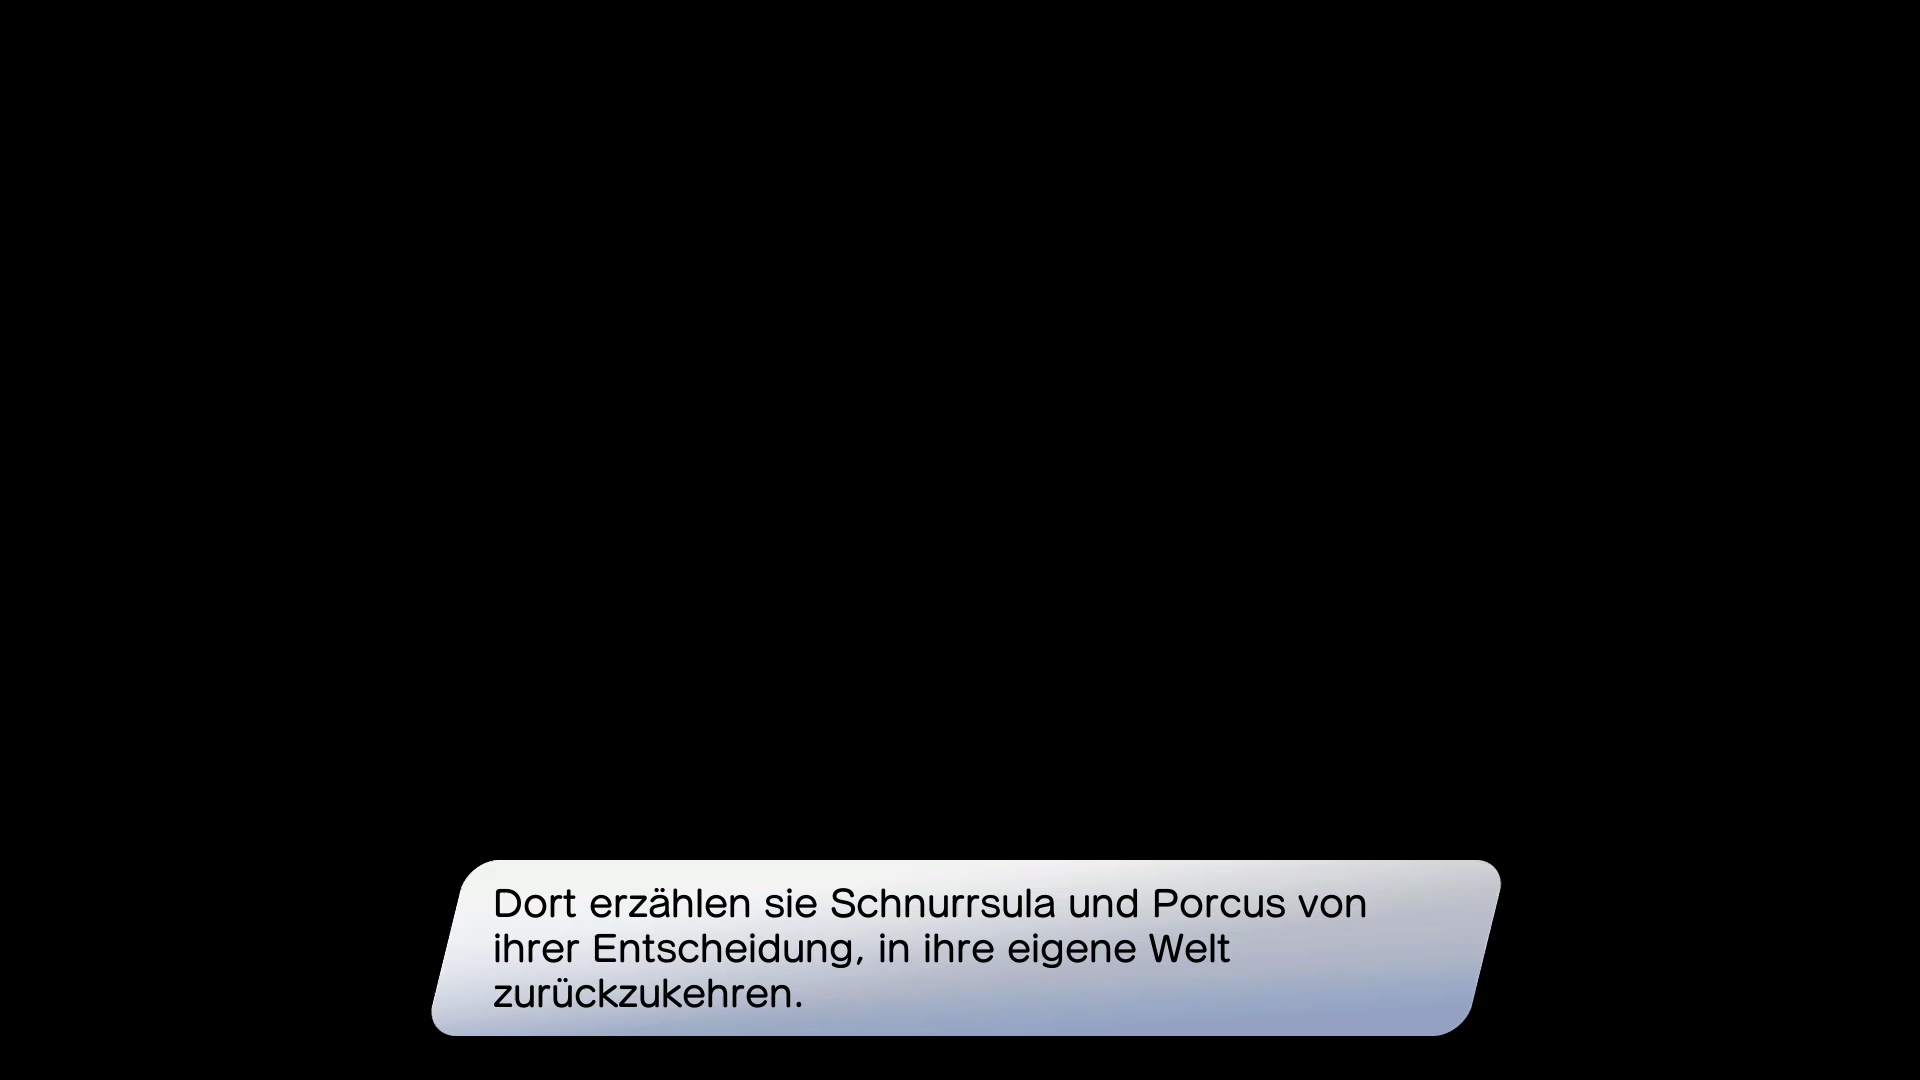 Dort erzählen sie Schnurrsula und Porcus von
ihrer Entscheidung, in ihre eigene Welt
zurückzukehren.